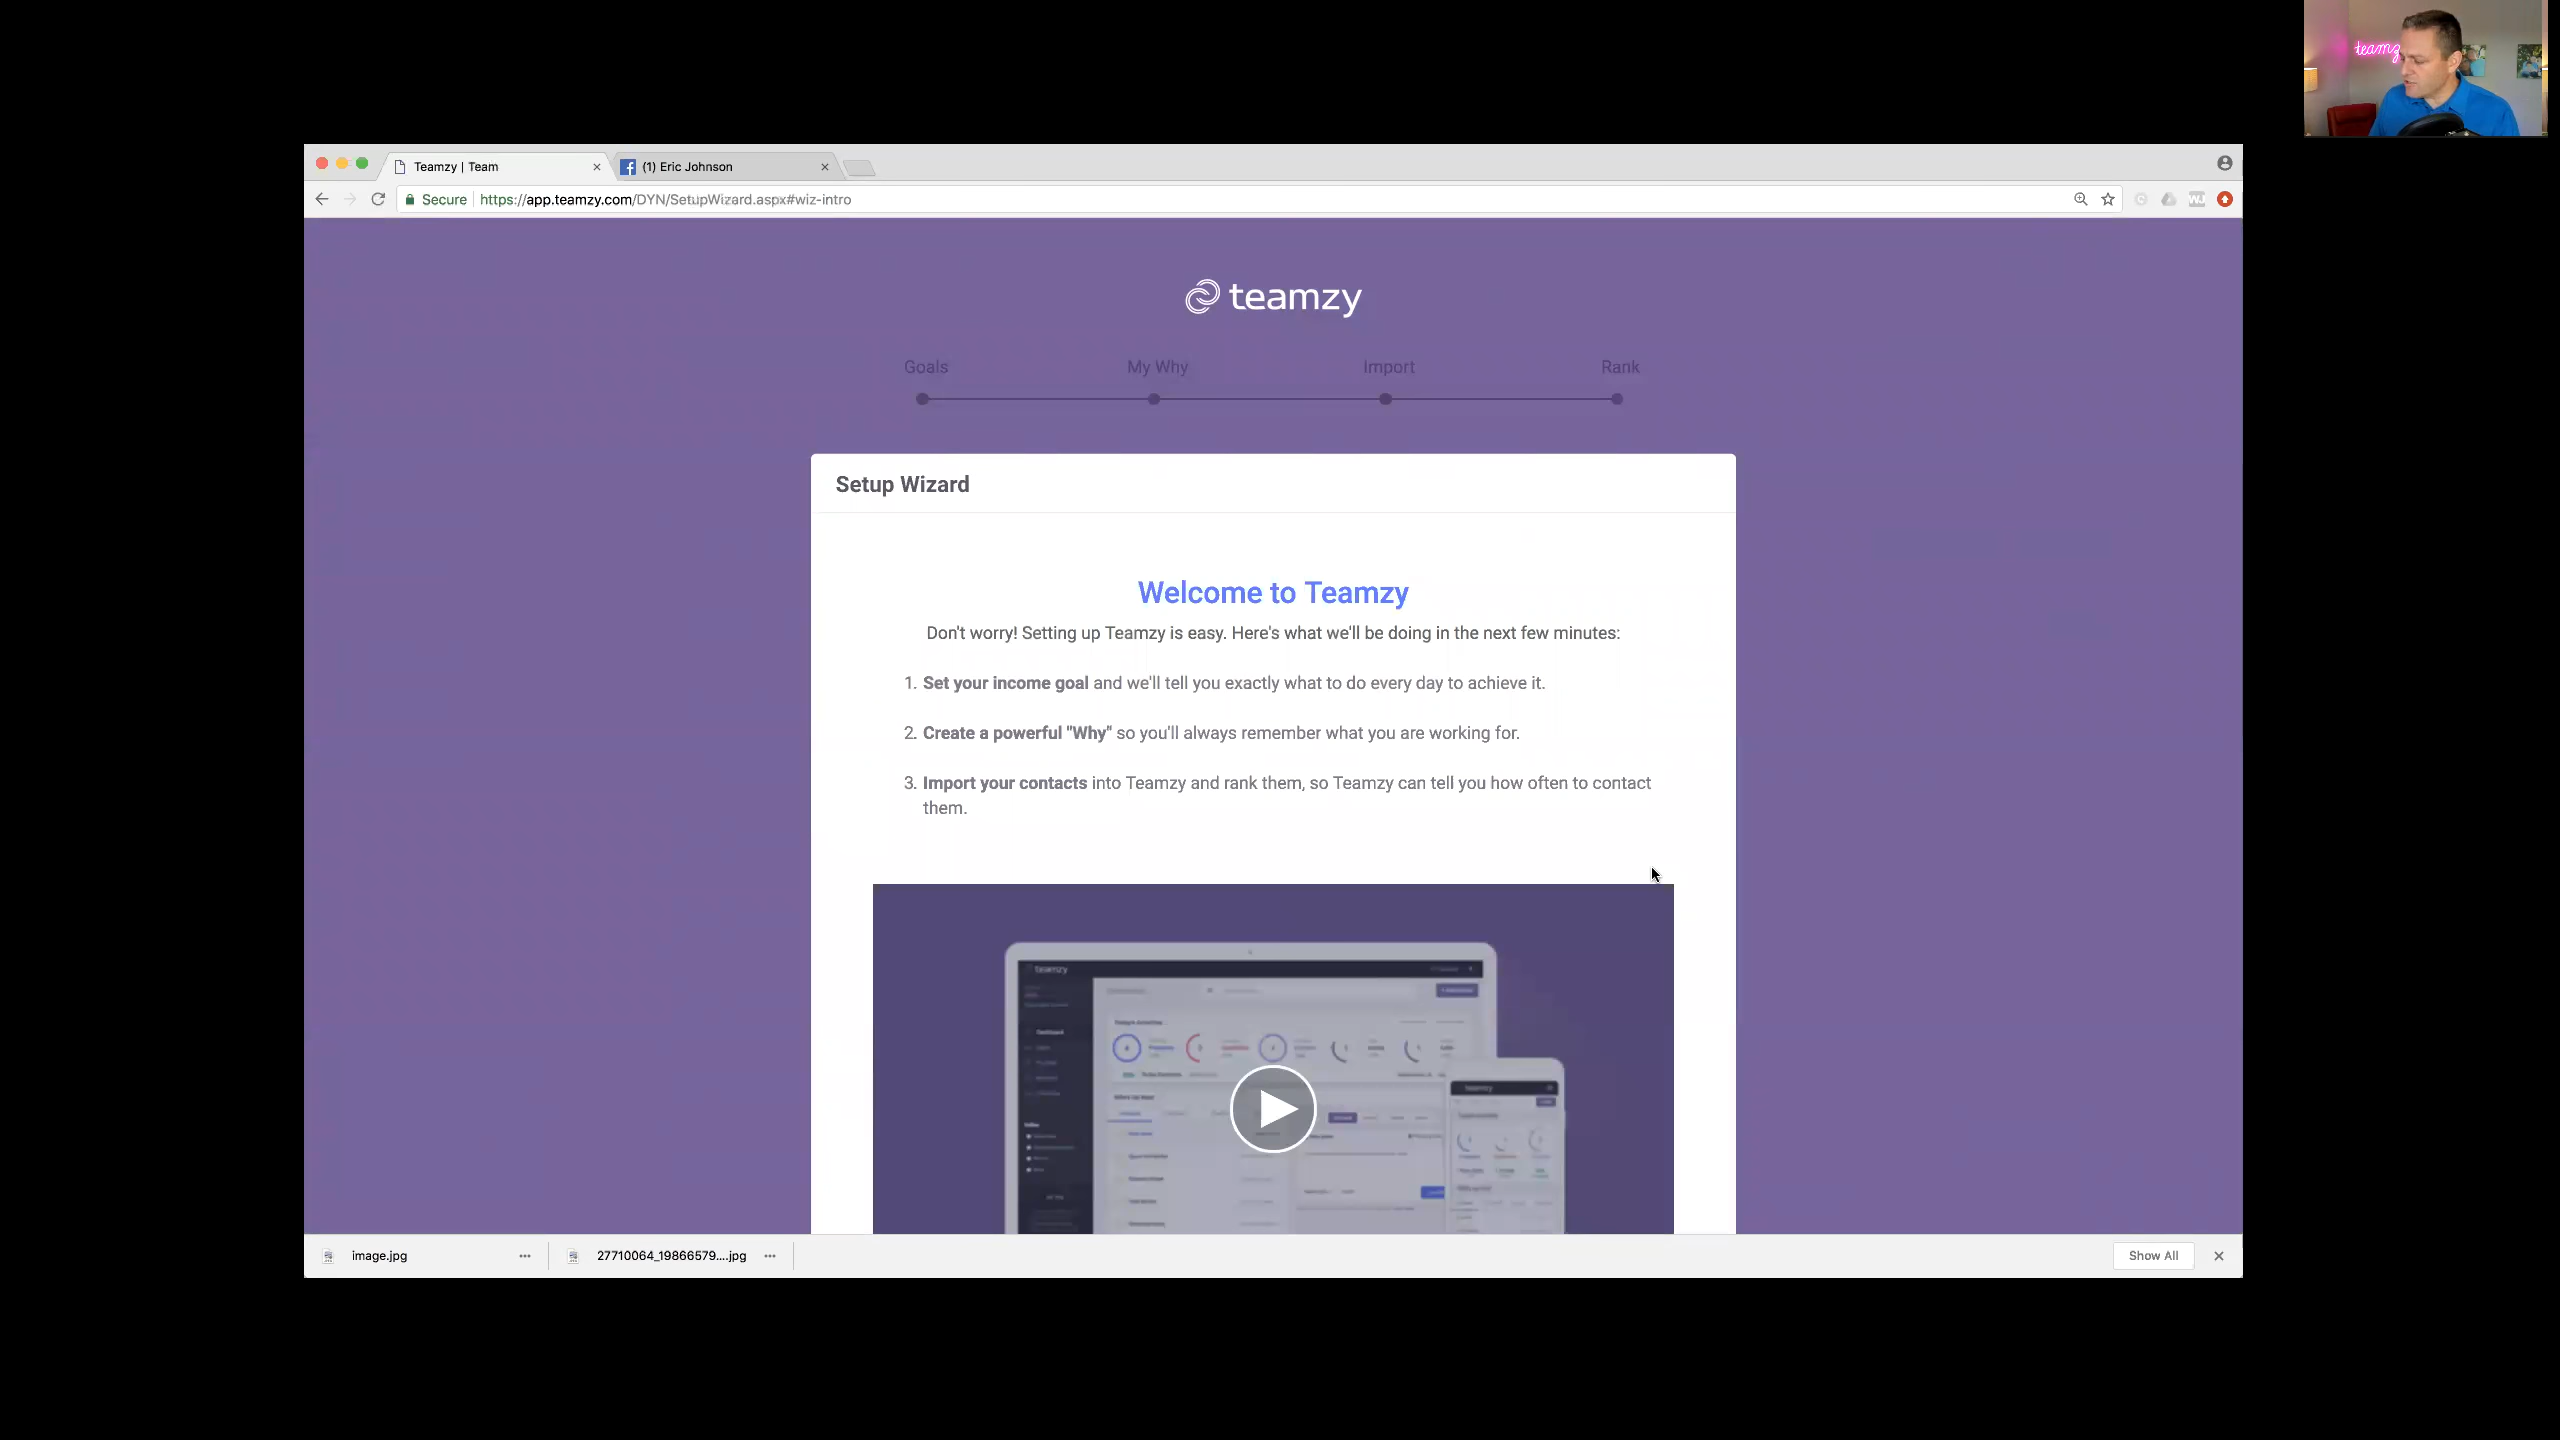 teamz
Teamzy | Team
(1) Eric Johnson
Secure
https://app.teamzy.com/DYN/SetupWizard.aspx#wiz-intro
teamzy
Goals
My Why
Import
Rank
Setup Wizard
Welcome to Teamzy
Don't worry! Setting up Teamzy is easy. Here's what we'll be doing in the next few minutes:
1. Set your income goal and we'll tell you exactly what to do every day to achieve it.
2. Create a powerful "Why" so you'll always remember what you are working for.
3. Import your contacts into Teamzy and rank them, so Teamzy can tell you how often to contact
them.
teamzy
Dashboard
teamzy
image.jpg
27710064_19866579....jpg
Show All